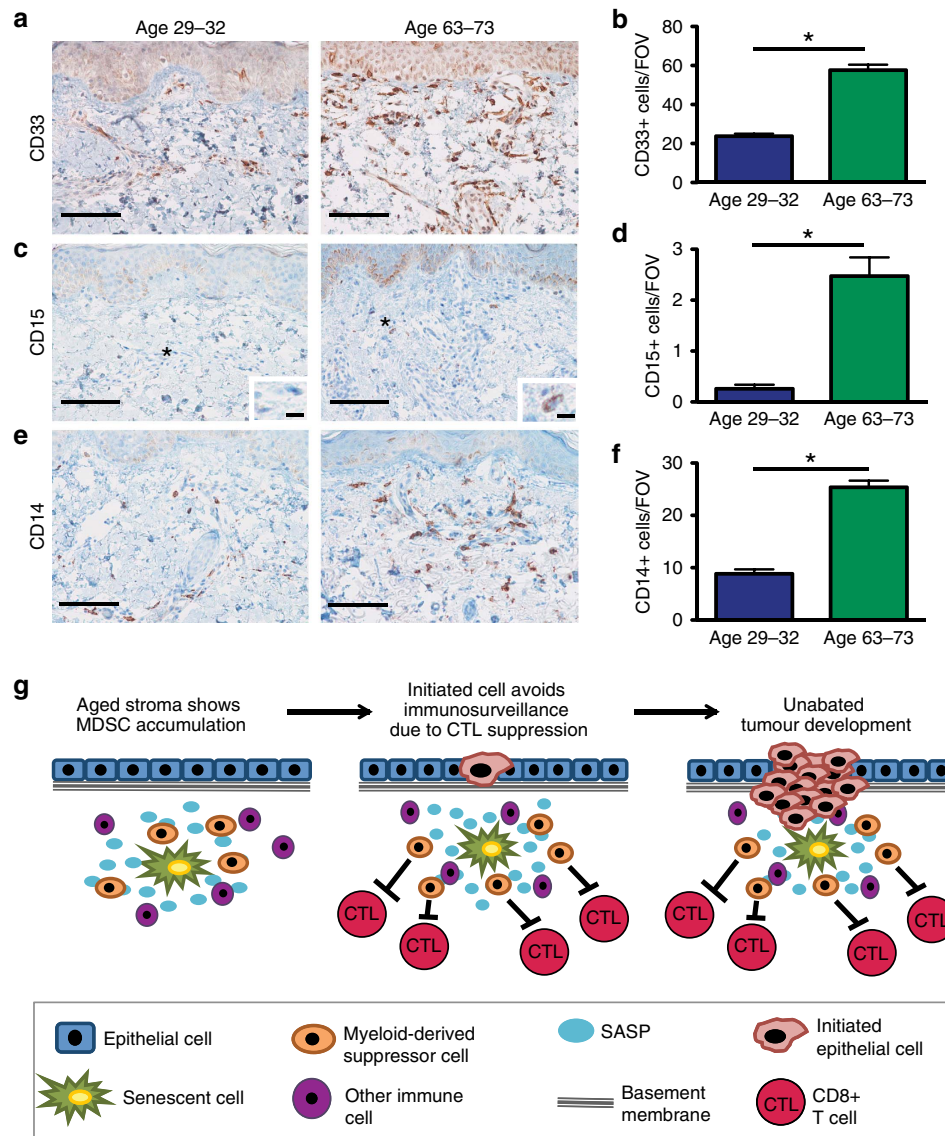 a
Age 29–32
Age 63–73
CD33
b
CD33+ cells/FOV
80
60
40
20
0
*
Age 29–32
Age 63–73
c
CD15
*
*
d
CD15+ cells/FOV
3
2
1
0
*
Age 29–32
Age 63–73
e
CD14
f
CD14+ cells/FOV
30
20
10
0
*
Age 29–32
Age 63–73
g
Aged stroma shows
MDSC accumulation
Initiated cell avoids
immunosurveillance
due to CTL suppression
Unabated
tumour development
CTL
CTL
CTL
CTL
CTL
CTL
CTL
CTL
Epithelial cell
Myeloid-derived
suppressor cell
SASP
Initiated
epithelial cell
Senescent cell
Other immune
cell
Basement
membrane
CTL
CD8+
T cell